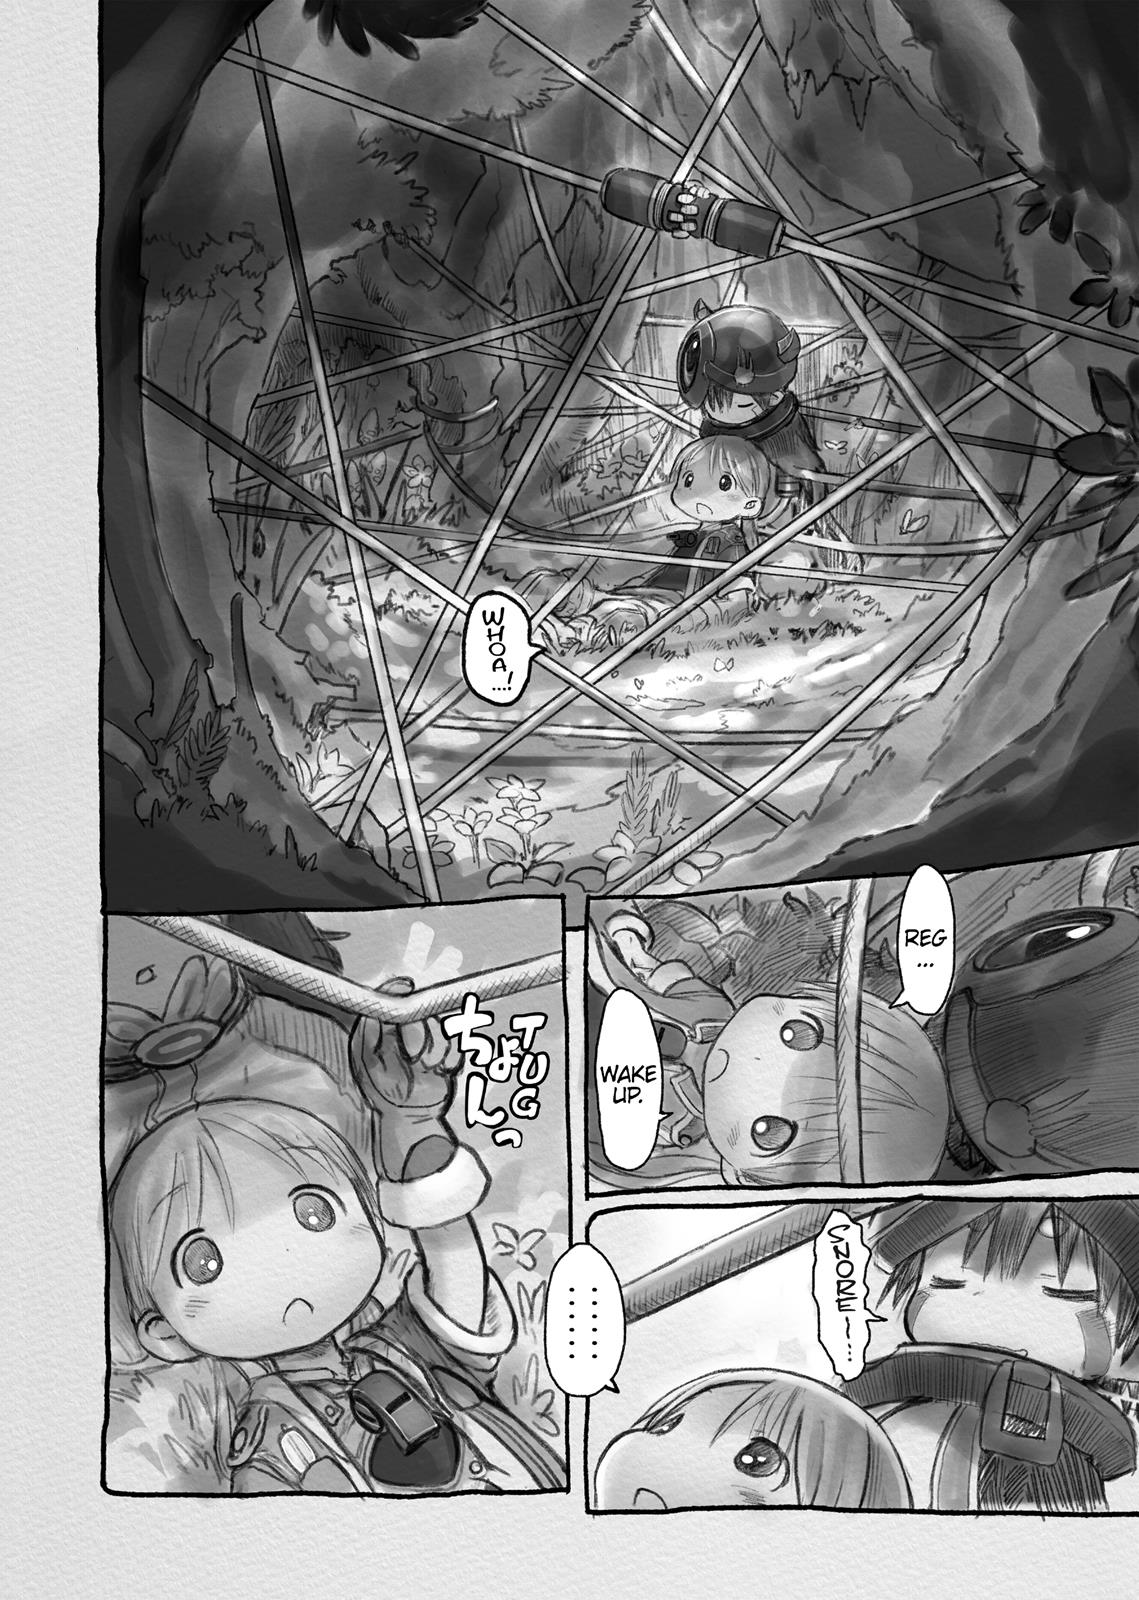 WHOA
....!
REG
...
WAKE
UP.
SNORE—...
.......
.......
TUG
ちょんっ